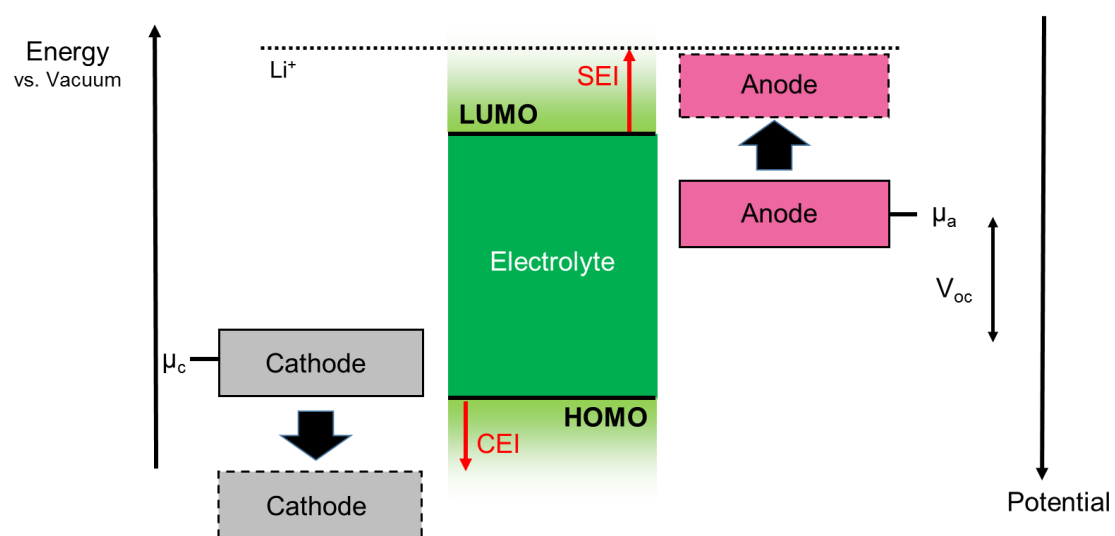 Energy
vs. Vacuum
Li⁺
SEI
Anode
LUMO
Anode
μₐ
Electrolyte
Vₒc
μc
Cathode
HOMO
CEI
Cathode
Potential